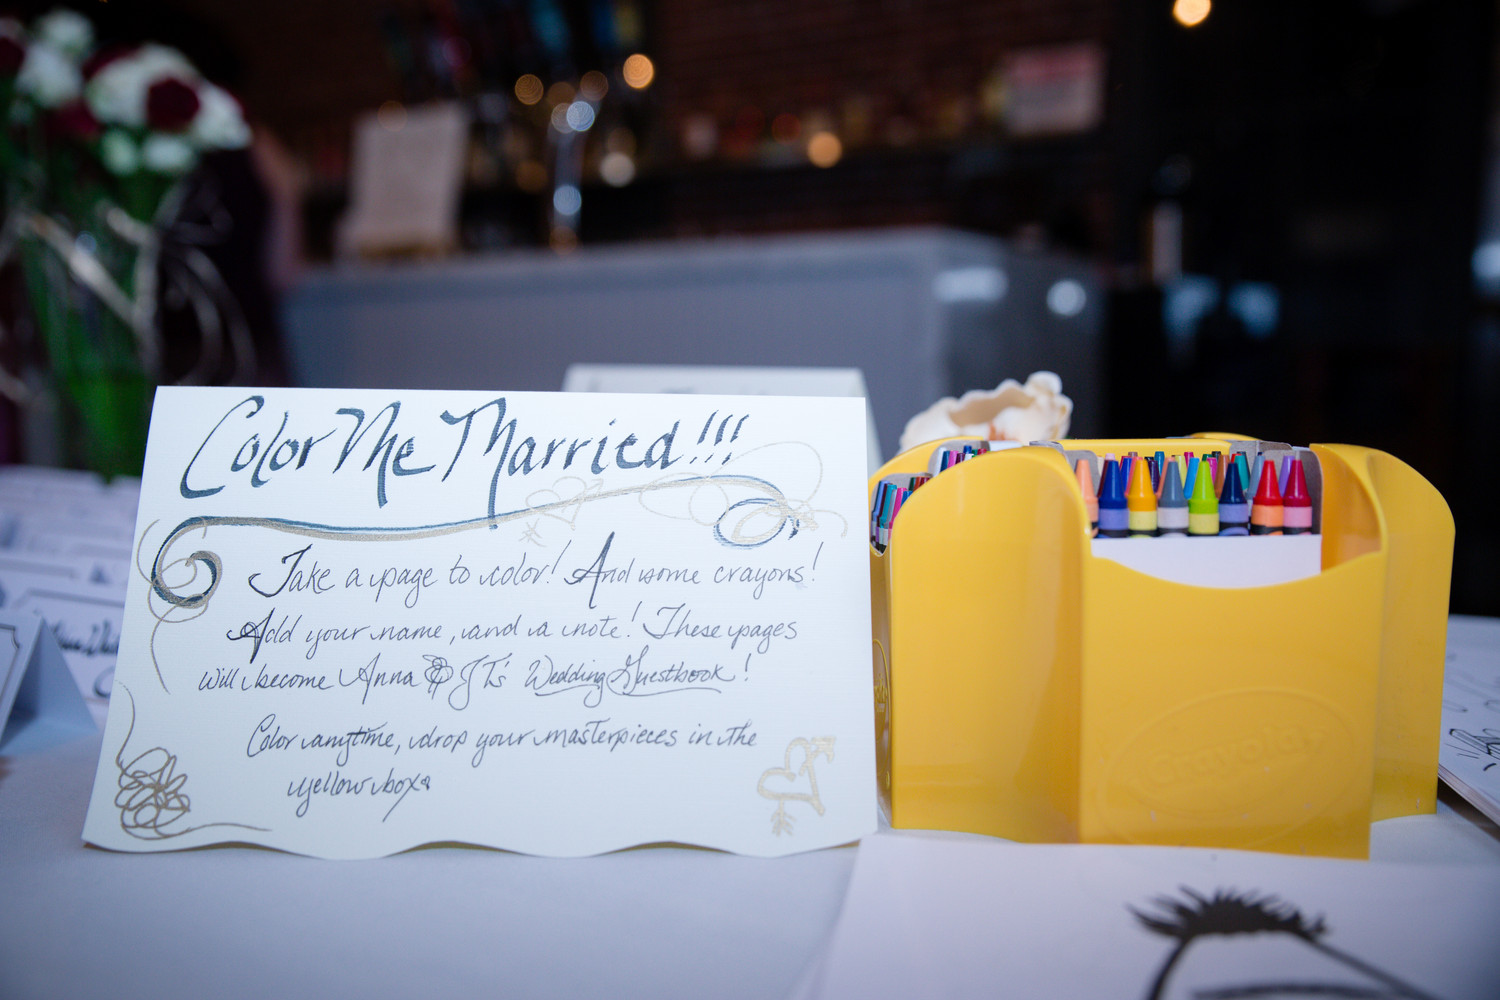 Color Me Married!!!
Take a page to color! And some crayons!
Add your name, and a note! These pages
will become Anna & JT's Wedding Guestbook!
Color anytime, drop your masterpieces in the
yellow box
Crayola